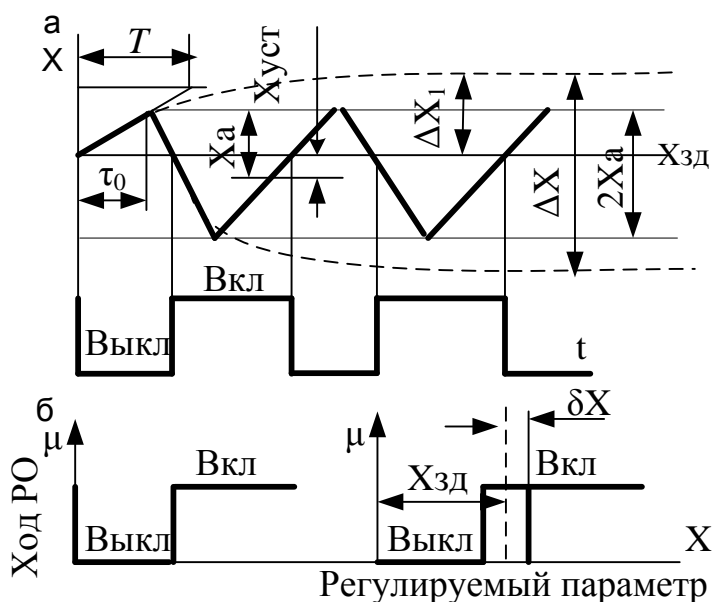 а
X
T
Xуст
Xa
ΔX₁
ΔX
2Xa
Xзд
τ₀
Вкл
Выкл
t
б
μ
μ
δX
Вкл
Xзд
Вкл
Выкл
Выкл
X
Ход РО
Регулируемый параметр